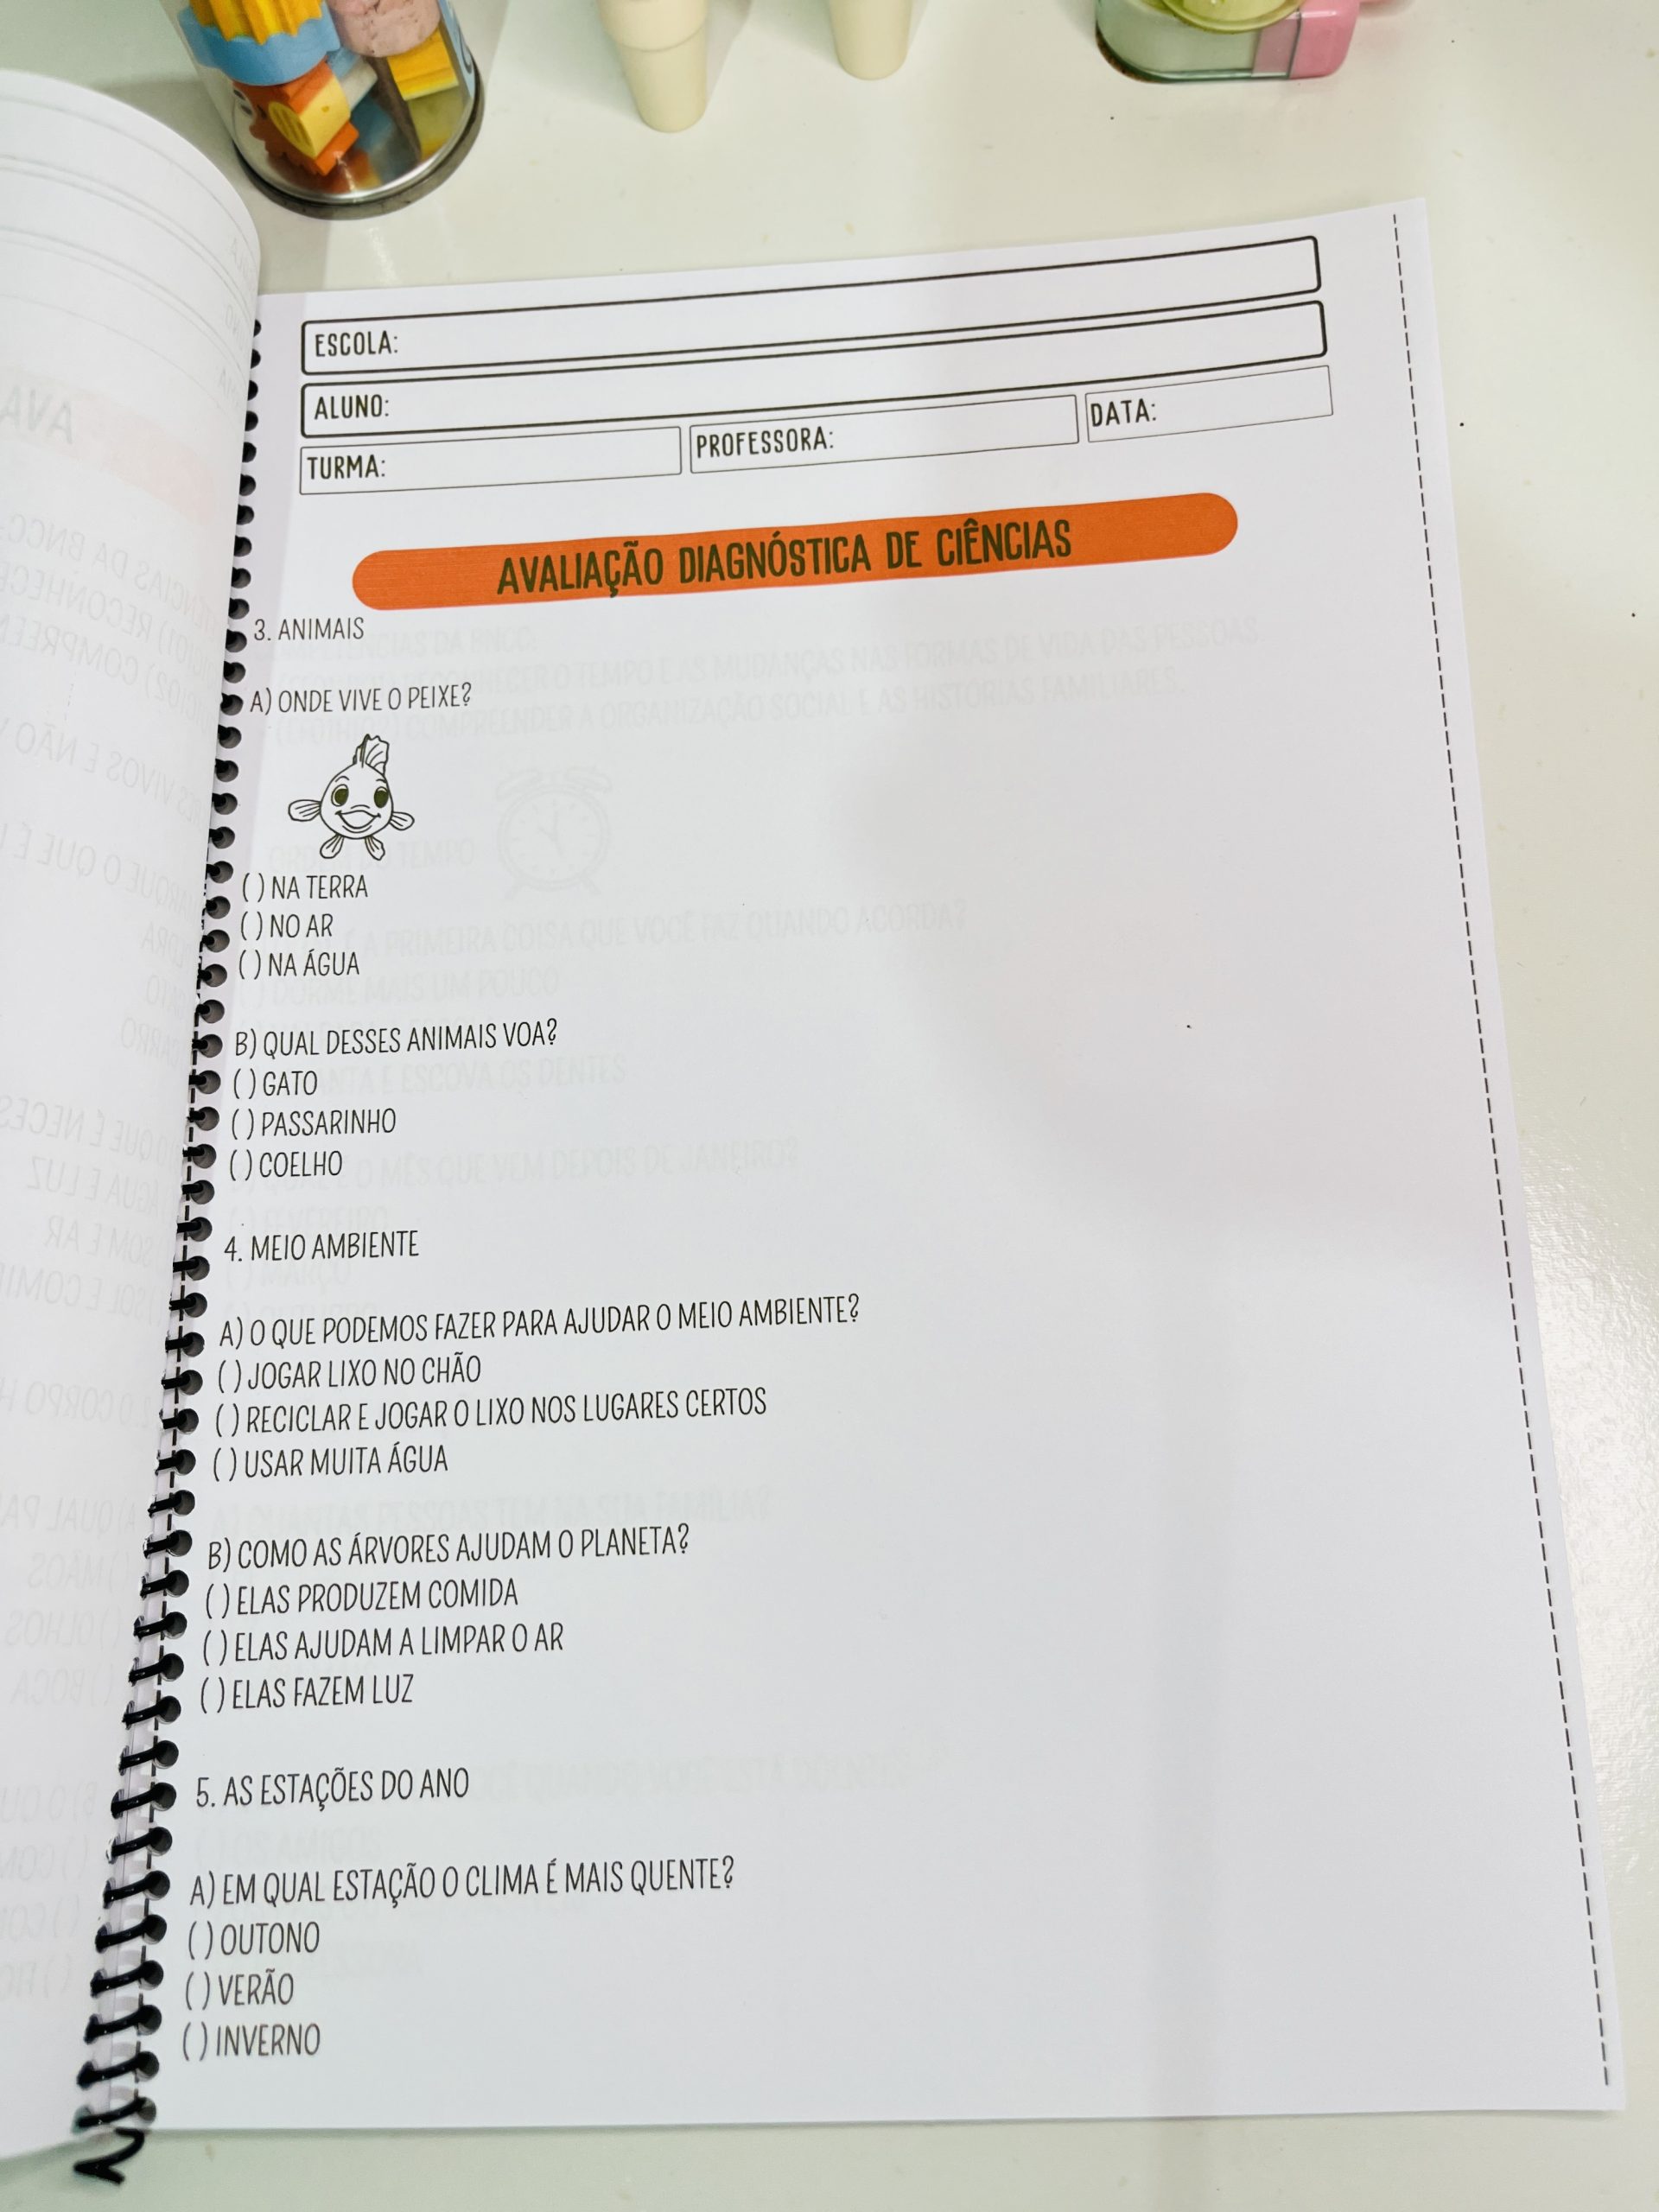 ESCOLA:
ALUNO:
TURMA:
PROFESSORA:
DATA:
AVALIAÇÃO DIAGNÓSTICA DE CIÊNCIAS
3. ANIMAIS
A) ONDE VIVE O PEIXE?
( ) NA TERRA
( ) NO AR
( ) NA ÁGUA
B) QUAL DESSES ANIMAIS VOA?
( ) GATO
( ) PASSARINHO
( ) COELHO
4. MEIO AMBIENTE
A) O QUE PODEMOS FAZER PARA AJUDAR O MEIO AMBIENTE?
( ) JOGAR LIXO NO CHÃO
( ) RECICLAR E JOGAR O LIXO NOS LUGARES CERTOS
( ) USAR MUITA ÁGUA
B) COMO AS ÁRVORES AJUDAM O PLANETA?
( ) ELAS PRODUZEM COMIDA
( ) ELAS AJUDAM A LIMPAR O AR
( ) ELAS FAZEM LUZ
5. AS ESTAÇÕES DO ANO
A) EM QUAL ESTAÇÃO O CLIMA É MAIS QUENTE?
( ) OUTONO
( ) VERÃO
( ) INVERNO